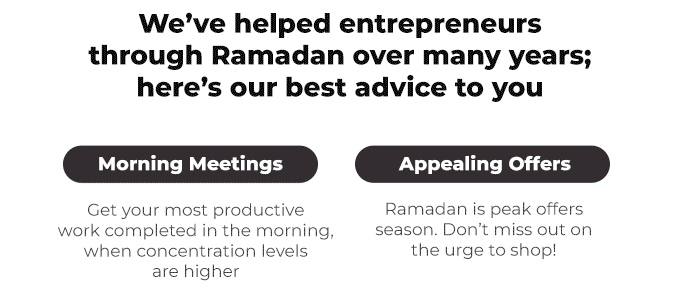 We’ve helped entrepreneurs
through Ramadan over many years;
here’s our best advice to you
Morning Meetings
Get your most productive
work completed in the morning,
when concentration levels
are higher
Appealing Offers
Ramadan is peak offers
season. Don’t miss out on
the urge to shop!